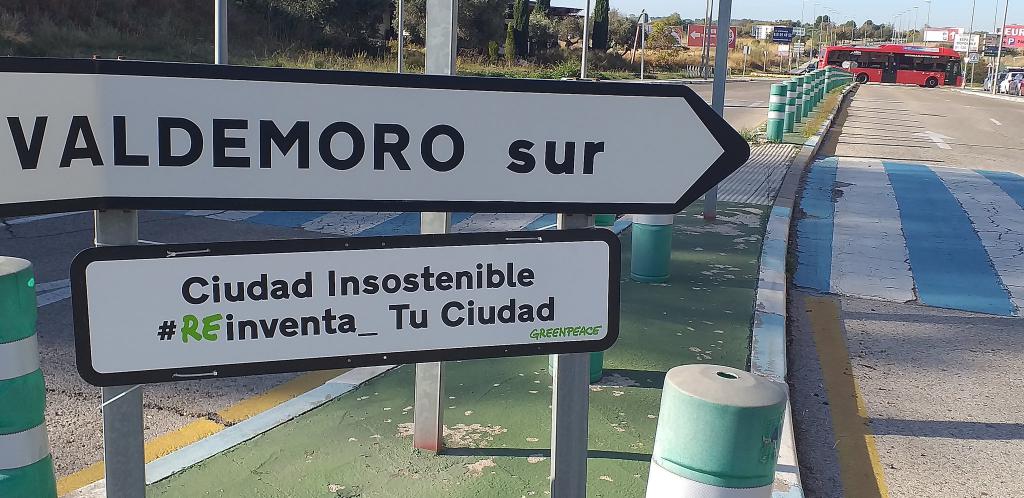 VALDEMORO sur
Ciudad Insostenible
#REinventa_ Tu Ciudad
GREENPEACE